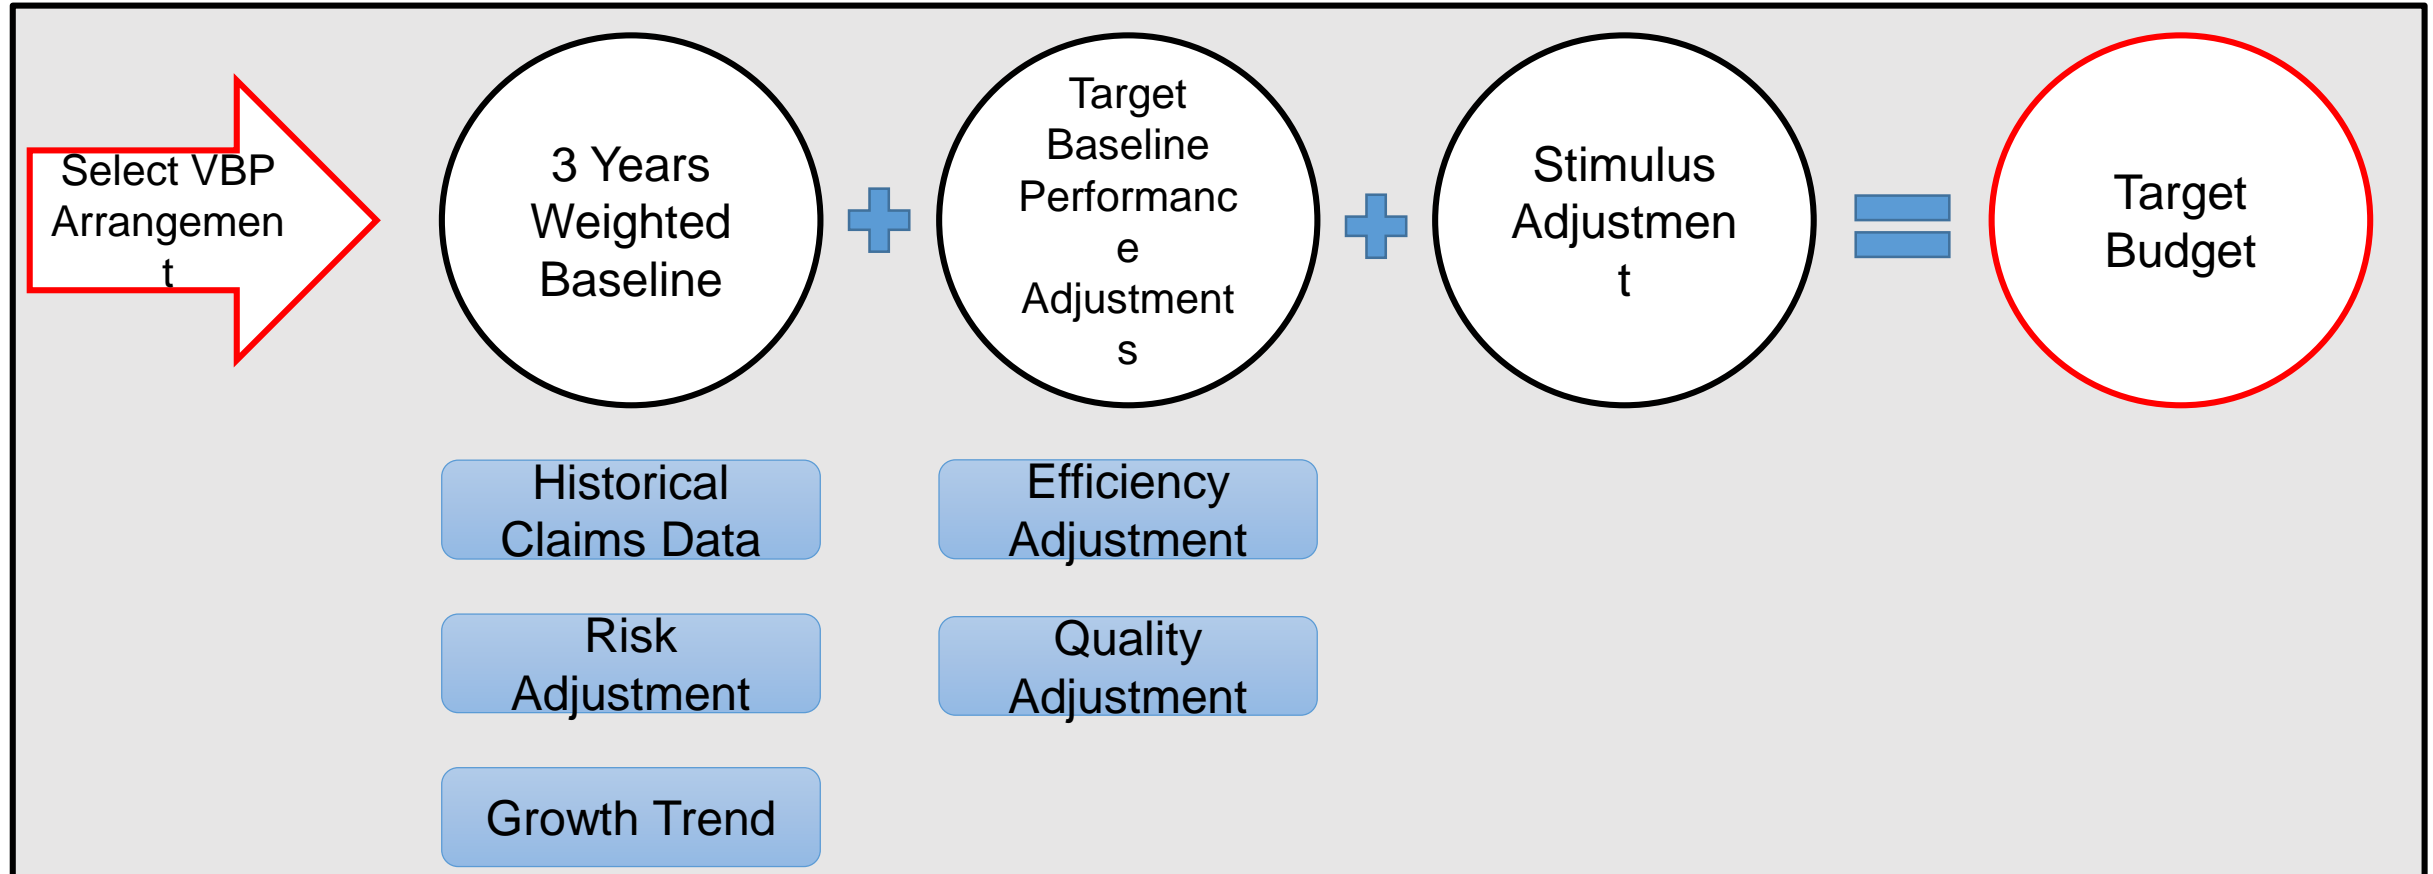 Select VBP
Arrangemen
t
3 Years
Weighted
Baseline
Target
Baseline
Performanc
e
Adjustment
s
Stimulus
Adjustmen
t
Target
Budget
Historical
Claims Data
Efficiency
Adjustment
Risk
Adjustment
Quality
Adjustment
Growth Trend